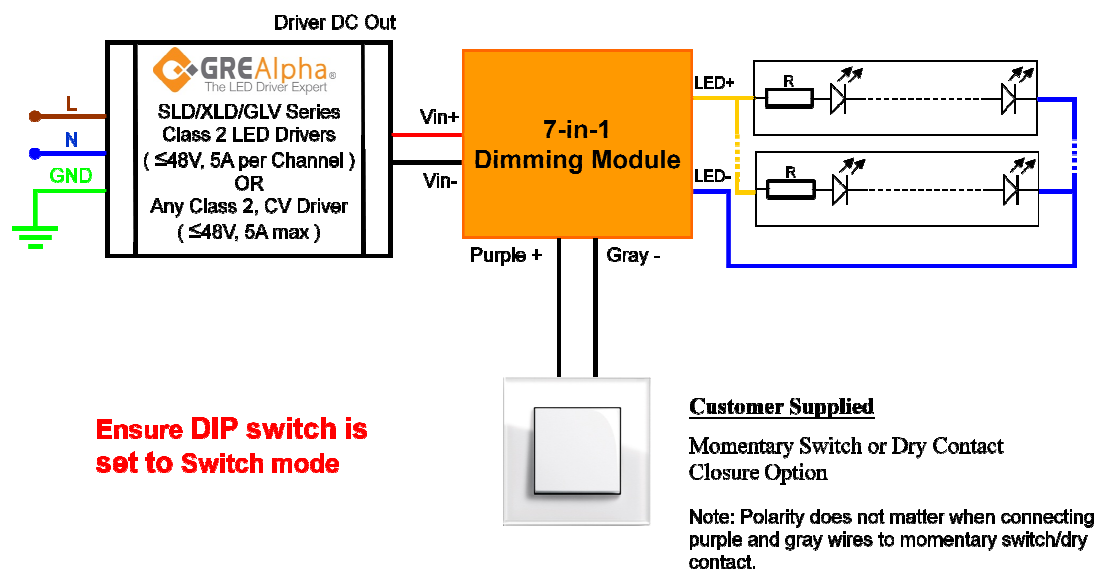 Driver DC Out
GREAlpha®
The LED Driver Expert
SLD/XLD/GLV Series
Class 2 LED Drivers
( ≤48V, 5A per Channel )
OR
Any Class 2, CV Driver
( ≤48V, 5A max )
L
N
GND
Vin+
Vin-
7-in-1
Dimming Module
LED+
LED-
R
R
Purple +
Gray -
Ensure DIP switch is
set to Switch mode
Customer Supplied
Momentary Switch or Dry Contact
Closure Option
Note: Polarity does not matter when connecting
purple and gray wires to momentary switch/dry
contact.